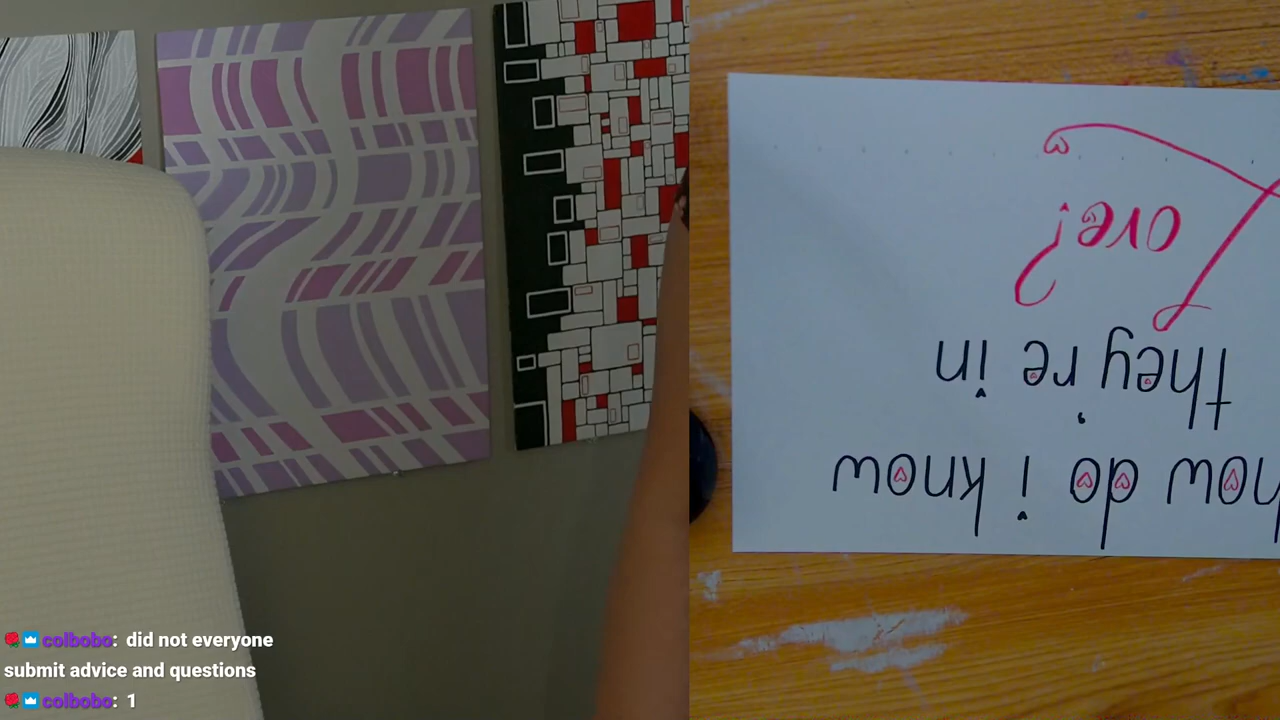 how do i know
they're in
Love?
colbobo: did not everyone
submit advice and questions
colbobo: 1